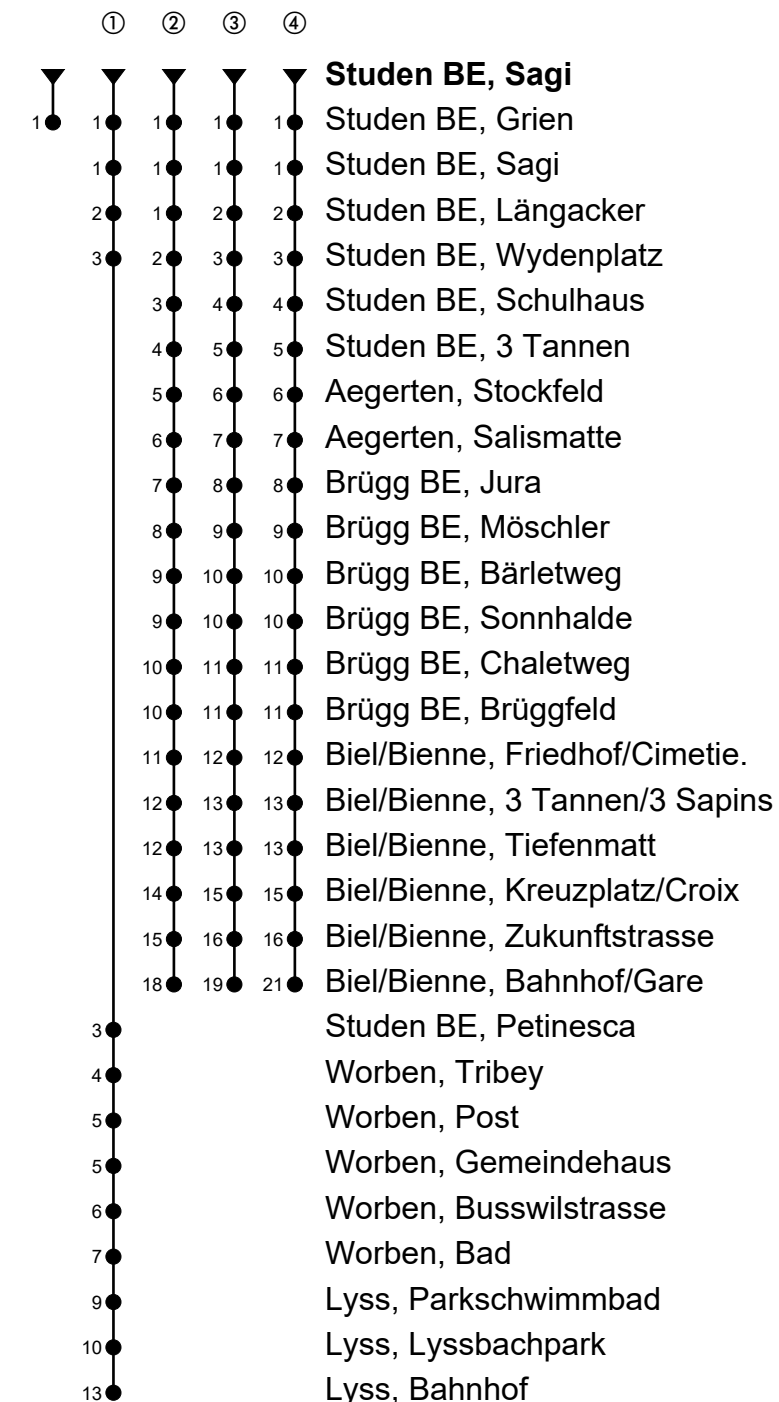 ① ② ③ ④
Studen BE, Sagi
1 1 1 1 1 Studen BE, Grien
1 1 1 1 Studen BE, Sagi
2 1 2 2 Studen BE, Längacker
3 2 3 3 Studen BE, Wydenplatz
3 4 4 Studen BE, Schulhaus
4 5 5 Studen BE, 3 Tannen
5 6 6 Aegerten, Stockfeld
6 7 7 Aegerten, Salismatte
7 8 8 Brügg BE, Jura
8 9 9 Brügg BE, Möschler
9 10 10 Brügg BE, Bärletweg
9 10 10 Brügg BE, Sonnhalde
10 11 11 Brügg BE, Chaletweg
10 11 11 Brügg BE, Brüggfeld
11 12 12 Biel/Bienne, Friedhof/Cimetie.
12 13 13 Biel/Bienne, 3 Tannen/3 Sapins
12 13 13 Biel/Bienne, Tiefenmatt
14 15 15 Biel/Bienne, Kreuzplatz/Croix
15 16 16 Biel/Bienne, Zukunftstrasse
18 19 21 Biel/Bienne, Bahnhof/Gare
3 Studen BE, Petinesca
4 Worben, Tribey
5 Worben, Post
5 Worben, Gemeindehaus
6 Worben, Busswilstrasse
7 Worben, Bad
9 Lyss, Parkschwimmbad
10 Lyss, Lyssbachpark
13 Lyss, Bahnhof